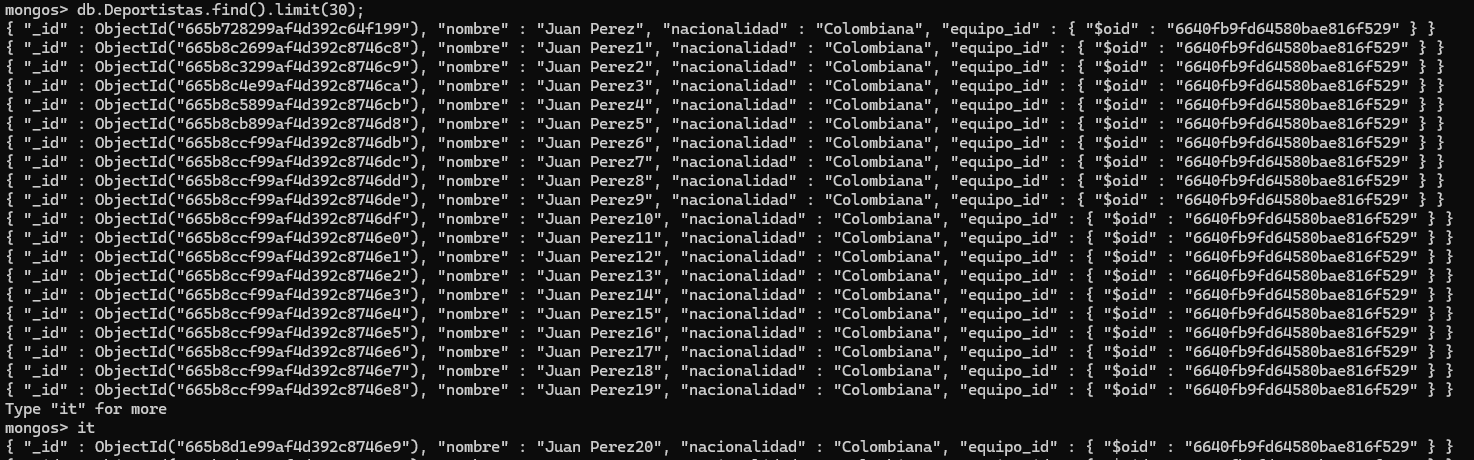 mongos> db.Deportistas.find().limit(30);
{ "_id" : ObjectId("665b728299af4d392c64f199"), "nombre" : "Juan Perez", "nacionalidad" : "Colombiana", "equipo_id" : { "$oid" : "6640fb9fd64580bae816f529" } }
{ "_id" : ObjectId("665b8c2699af4d392c8746c8"), "nombre" : "Juan Perez1", "nacionalidad" : "Colombiana", "equipo_id" : { "$oid" : "6640fb9fd64580bae816f529" } }
{ "_id" : ObjectId("665b8c3299af4d392c8746c9"), "nombre" : "Juan Perez2", "nacionalidad" : "Colombiana", "equipo_id" : { "$oid" : "6640fb9fd64580bae816f529" } }
{ "_id" : ObjectId("665b8c4e99af4d392c8746ca"), "nombre" : "Juan Perez3", "nacionalidad" : "Colombiana", "equipo_id" : { "$oid" : "6640fb9fd64580bae816f529" } }
{ "_id" : ObjectId("665b8c5899af4d392c8746cb"), "nombre" : "Juan Perez4", "nacionalidad" : "Colombiana", "equipo_id" : { "$oid" : "6640fb9fd64580bae816f529" } }
{ "_id" : ObjectId("665b8cb899af4d392c8746d8"), "nombre" : "Juan Perez5", "nacionalidad" : "Colombiana", "equipo_id" : { "$oid" : "6640fb9fd64580bae816f529" } }
{ "_id" : ObjectId("665b8ccf99af4d392c8746db"), "nombre" : "Juan Perez6", "nacionalidad" : "Colombiana", "equipo_id" : { "$oid" : "6640fb9fd64580bae816f529" } }
{ "_id" : ObjectId("665b8ccf99af4d392c8746dc"), "nombre" : "Juan Perez7", "nacionalidad" : "Colombiana", "equipo_id" : { "$oid" : "6640fb9fd64580bae816f529" } }
{ "_id" : ObjectId("665b8ccf99af4d392c8746dd"), "nombre" : "Juan Perez8", "nacionalidad" : "Colombiana", "equipo_id" : { "$oid" : "6640fb9fd64580bae816f529" } }
{ "_id" : ObjectId("665b8ccf99af4d392c8746de"), "nombre" : "Juan Perez9", "nacionalidad" : "Colombiana", "equipo_id" : { "$oid" : "6640fb9fd64580bae816f529" } }
{ "_id" : ObjectId("665b8ccf99af4d392c8746df"), "nombre" : "Juan Perez10", "nacionalidad" : "Colombiana", "equipo_id" : { "$oid" : "6640fb9fd64580bae816f529" } }
{ "_id" : ObjectId("665b8ccf99af4d392c8746e0"), "nombre" : "Juan Perez11", "nacionalidad" : "Colombiana", "equipo_id" : { "$oid" : "6640fb9fd64580bae816f529" } }
{ "_id" : ObjectId("665b8ccf99af4d392c8746e1"), "nombre" : "Juan Perez12", "nacionalidad" : "Colombiana", "equipo_id" : { "$oid" : "6640fb9fd64580bae816f529" } }
{ "_id" : ObjectId("665b8ccf99af4d392c8746e2"), "nombre" : "Juan Perez13", "nacionalidad" : "Colombiana", "equipo_id" : { "$oid" : "6640fb9fd64580bae816f529" } }
{ "_id" : ObjectId("665b8ccf99af4d392c8746e3"), "nombre" : "Juan Perez14", "nacionalidad" : "Colombiana", "equipo_id" : { "$oid" : "6640fb9fd64580bae816f529" } }
{ "_id" : ObjectId("665b8ccf99af4d392c8746e4"), "nombre" : "Juan Perez15", "nacionalidad" : "Colombiana", "equipo_id" : { "$oid" : "6640fb9fd64580bae816f529" } }
{ "_id" : ObjectId("665b8ccf99af4d392c8746e5"), "nombre" : "Juan Perez16", "nacionalidad" : "Colombiana", "equipo_id" : { "$oid" : "6640fb9fd64580bae816f529" } }
{ "_id" : ObjectId("665b8ccf99af4d392c8746e6"), "nombre" : "Juan Perez17", "nacionalidad" : "Colombiana", "equipo_id" : { "$oid" : "6640fb9fd64580bae816f529" } }
{ "_id" : ObjectId("665b8ccf99af4d392c8746e7"), "nombre" : "Juan Perez18", "nacionalidad" : "Colombiana", "equipo_id" : { "$oid" : "6640fb9fd64580bae816f529" } }
{ "_id" : ObjectId("665b8ccf99af4d392c8746e8"), "nombre" : "Juan Perez19", "nacionalidad" : "Colombiana", "equipo_id" : { "$oid" : "6640fb9fd64580bae816f529" } }
Type "it" for more
mongos> it
{ "_id" : ObjectId("665b8d1e99af4d392c8746e9"), "nombre" : "Juan Perez20", "nacionalidad" : "Colombiana", "equipo_id" : { "$oid" : "6640fb9fd64580bae816f529" } }